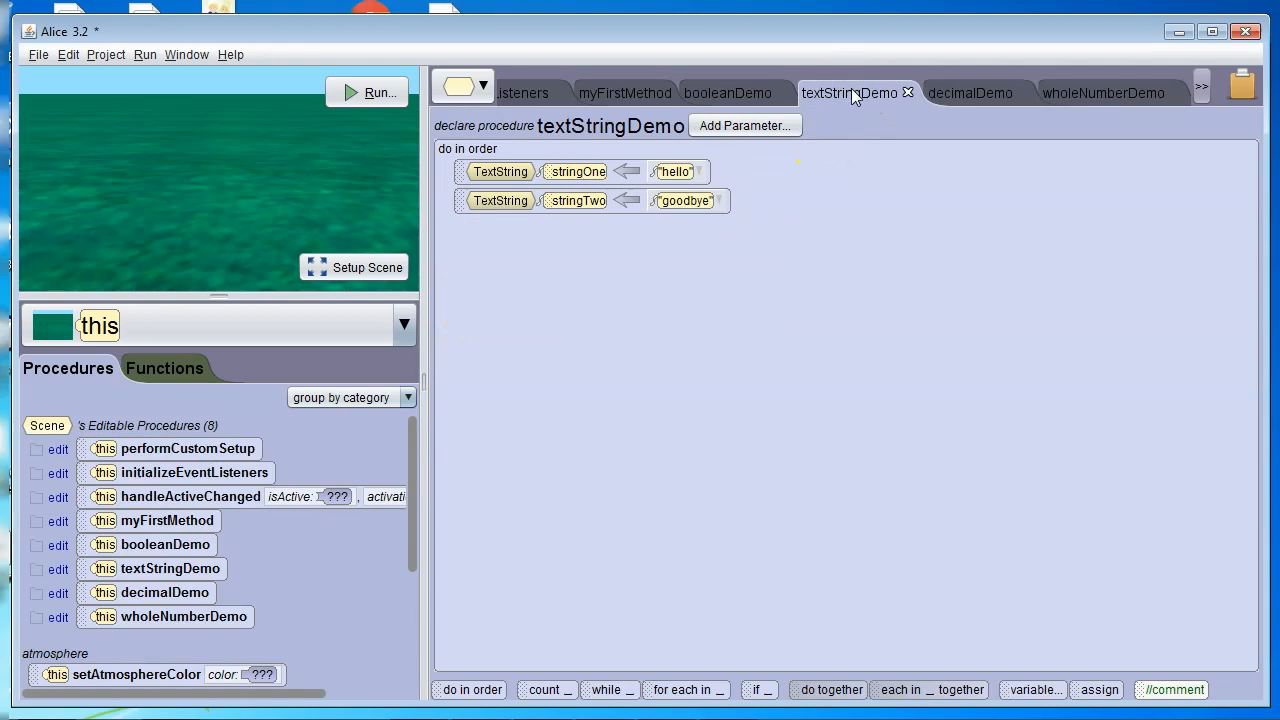 Alice 3.2 *
File Edit Project Run Window Help
Run...
Setup Scene
this
Procedures Functions
group by category
Scene 's Editable Procedures (8)
edit this performCustomSetup
edit this initializeEventListeners
edit this handleActiveChanged isActive: ??? , activati
edit this myFirstMethod
edit this booleanDemo
edit this textStringDemo
edit this decimalDemo
edit this wholeNumberDemo
atmosphere
this setAtmosphereColor color: ???
isteners myFirstMethod booleanDemo textStringDemo decimalDemo wholeNumberDemo >>
declare procedure textStringDemo Add Parameter...
do in order
TextString stringOne "hello"
TextString stringTwo "goodbye"
do in order count _ while _ for each in _ if _ do together each in _ together variable... assign //comment